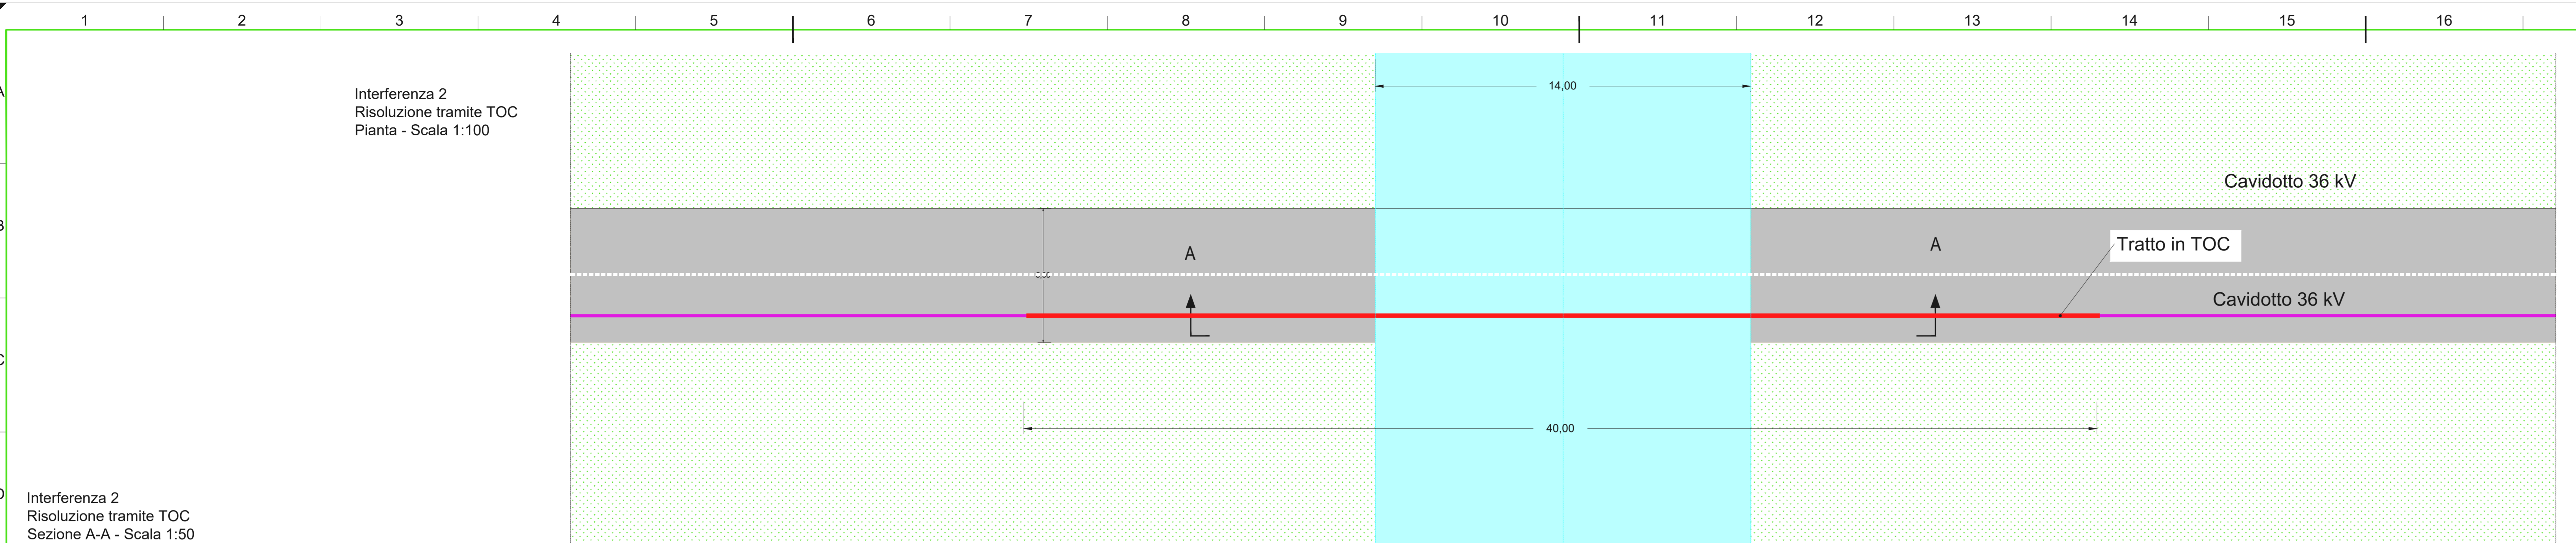 1 2 3 4 5 6 7 8 9 10 11 12 13 14 15 16
A
B
C
D
Interferenza 2
Risoluzione tramite TOC
Pianta - Scala 1:100
14,00
Cavidotto 36 kV
A
A
Tratto in TOC
Cavidotto 36 kV
40,00
Interferenza 2
Risoluzione tramite TOC
Sezione A-A - Scala 1:50